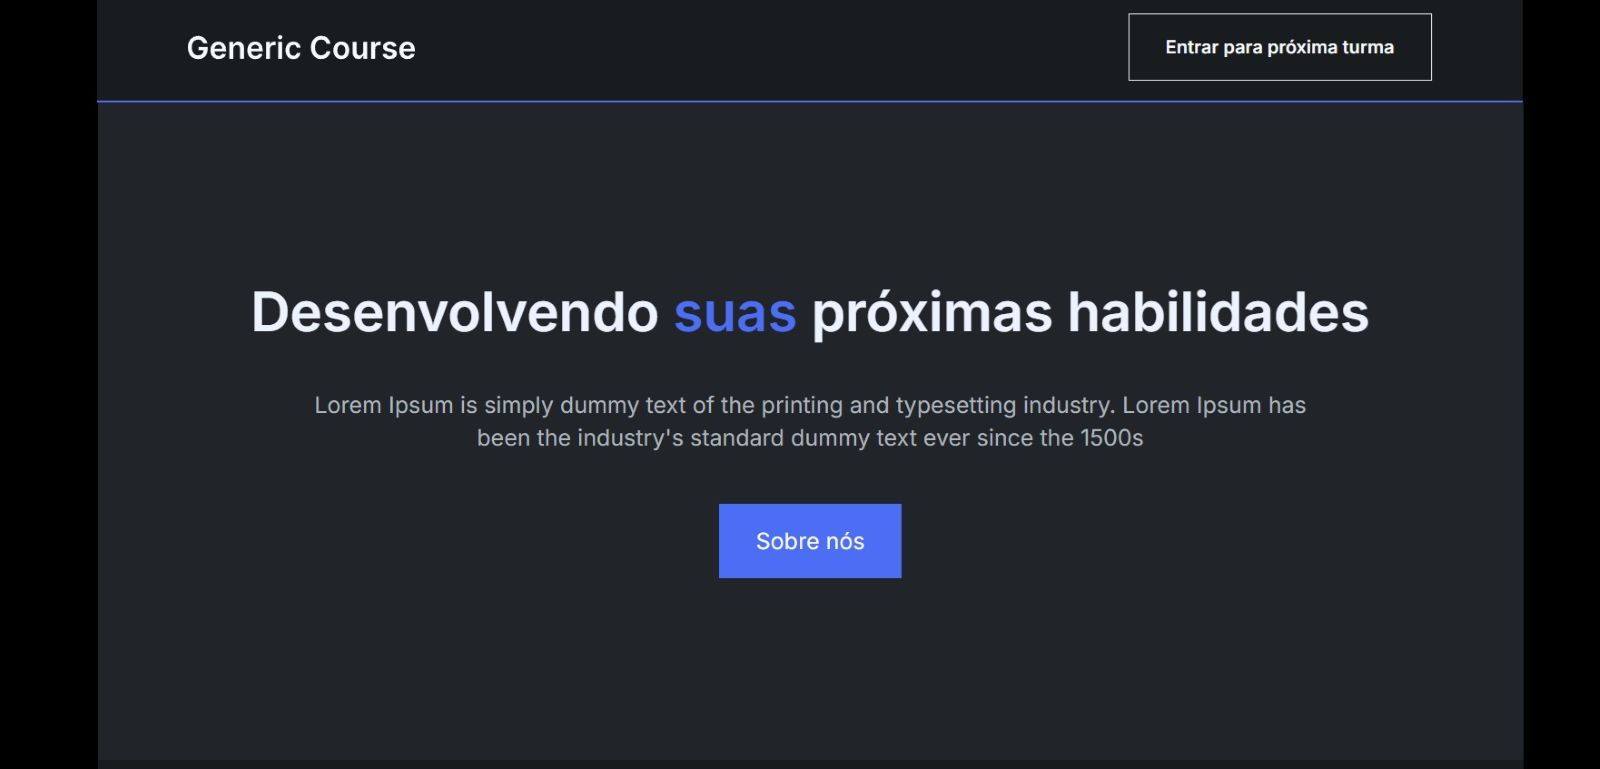 Generic Course
Entrar para próxima turma
Desenvolvendo suas próximas habilidades
Lorem Ipsum is simply dummy text of the printing and typesetting industry. Lorem Ipsum has
been the industry's standard dummy text ever since the 1500s
Sobre nós